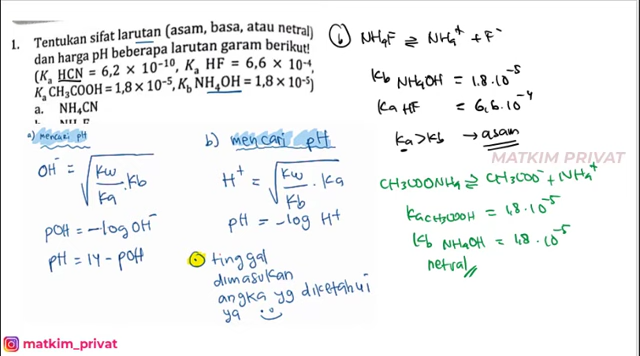 1. Tentukan sifat larutan (asam, basa, atau netral)
dan harga pH beberapa larutan garam berikut!
(Ka HCN = 6,2 × 10⁻¹⁰, Ka HF = 6,6 × 10⁻⁴,
Ka CH₃COOH = 1,8 × 10⁻⁵, Kb NH₄OH = 1,8 × 10⁻⁵)
a. NH₄CN
a) mencari pH
OH⁻ = √(Kw/Ka . Kb)
pOH = -log OH⁻
pH = 14 - pOH
b) mencari pH
H⁺ = √(Kw/Kb . Ka)
pH = -log H⁺
tinggal
dimasukan
angka yg diketahui
ya
b) NH₄F ⇌ NH₄⁺ + F⁻
Kb NH₄OH = 1.8.10⁻⁵
Ka HF = 6,6.10⁻⁴
Ka > Kb → asam
MATKIM PRIVAT
CH₃COONH₄ ⇌ CH₃COO⁻ + NH₄⁺
Ka CH₃COOH = 1,8.10⁻⁵
Kb NH₄OH = 1,8.10⁻⁵
netral
matkim_privat